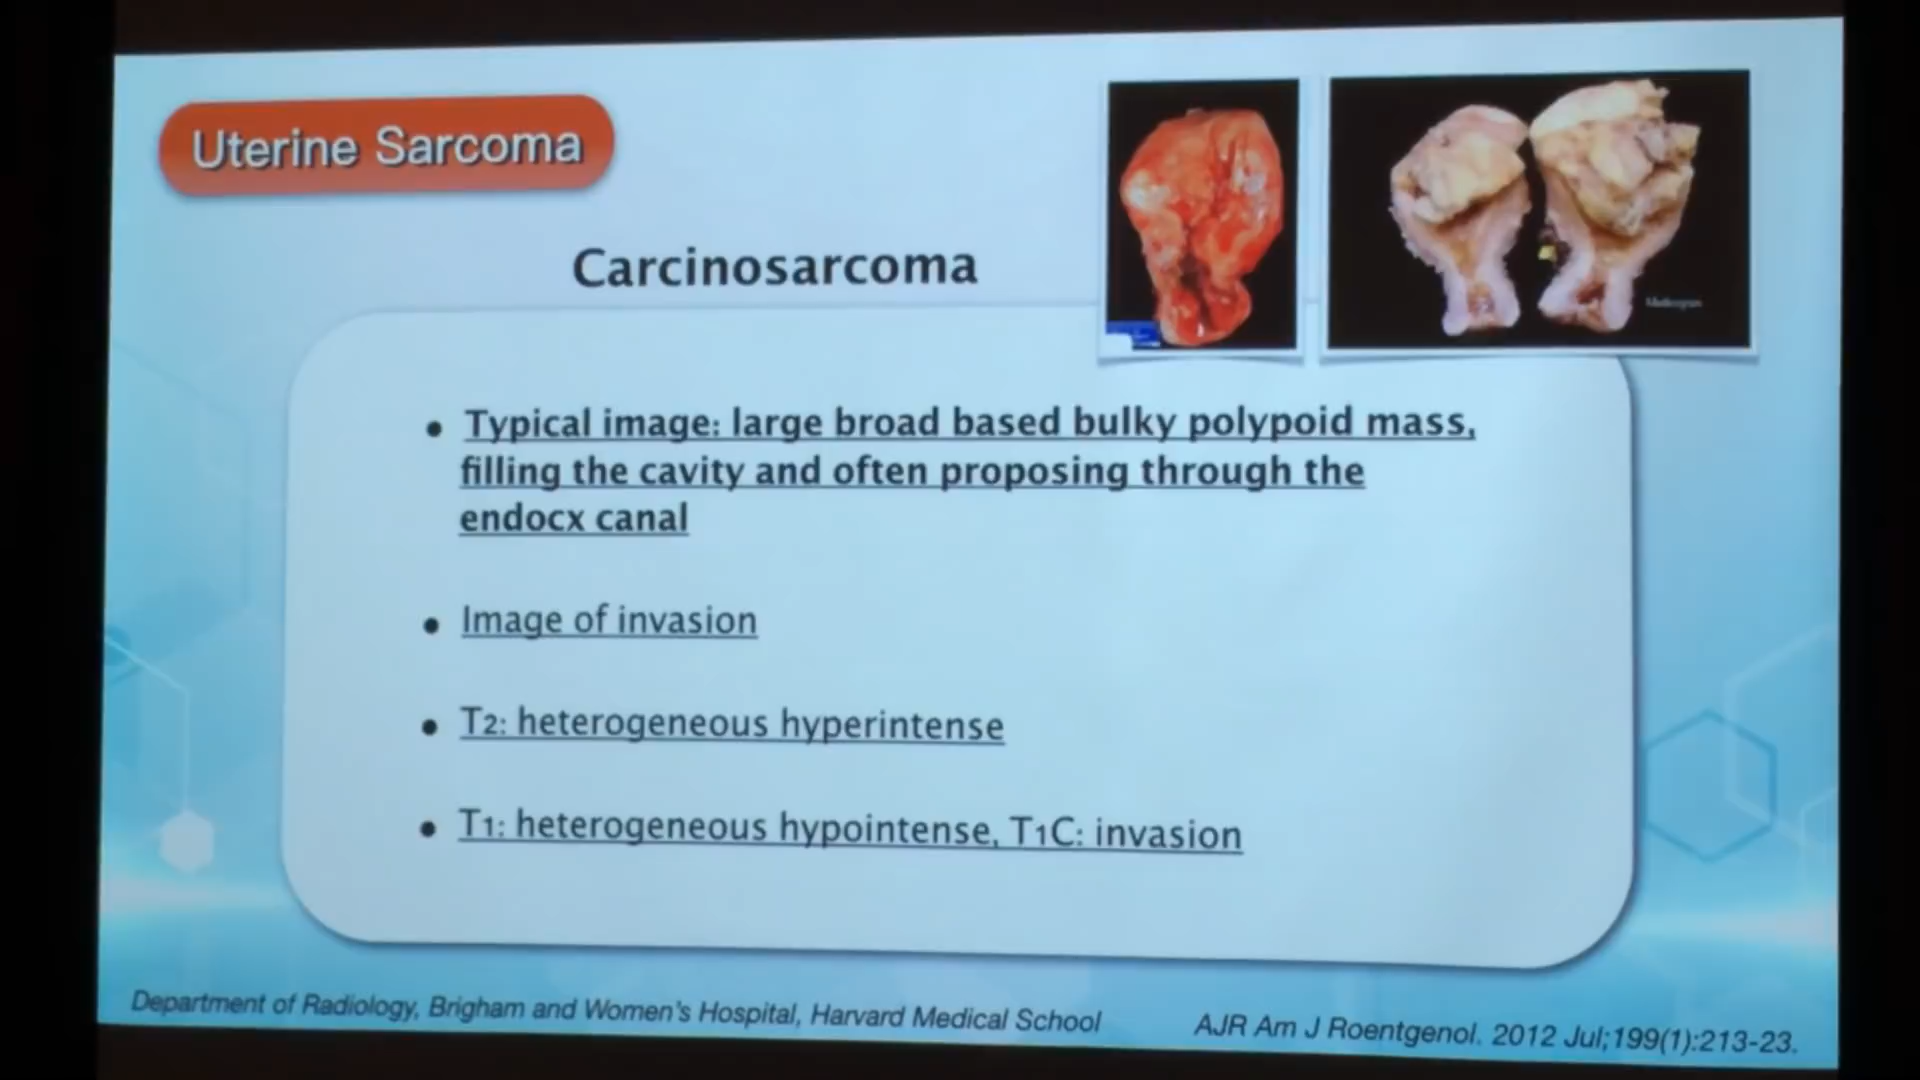 Uterine Sarcoma
Carcinosarcoma
• Typical image: large broad based bulky polypoid mass,
filling the cavity and often proposing through the
endocx canal
• Image of invasion
• T2: heterogeneous hyperintense
• T1: heterogeneous hypointense, T1C: invasion
Department of Radiology, Brigham and Women's Hospital, Harvard Medical School
AJR Am J Roentgenol. 2012 Jul;199(1):213-23.